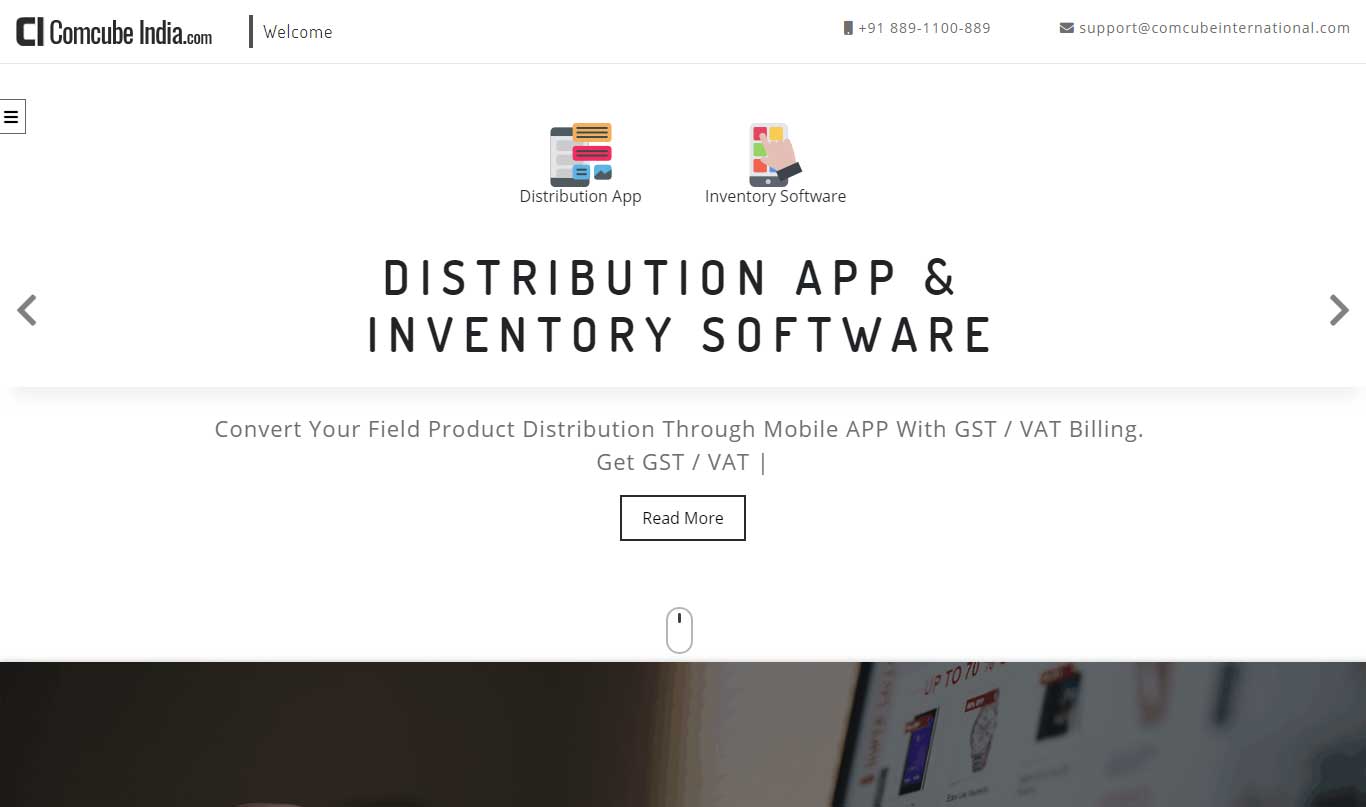 CI Comcube India.com
Welcome
+91 889-1100-889
support@comcubeinternational.com
Distribution App
Inventory Software
DISTRIBUTION APP &
INVENTORY SOFTWARE
Convert Your Field Product Distribution Through Mobile APP With GST / VAT Billing.
Get GST / VAT |
Read More
UP TO 70%